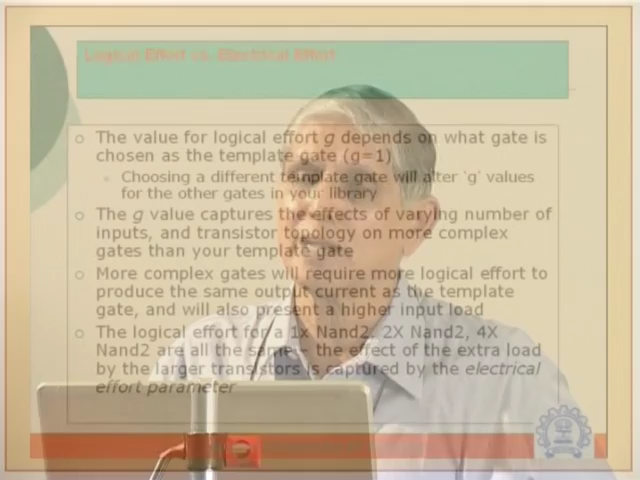 Logical Effort vs. Electrical Effort
o The value for logical effort g depends on what gate is
chosen as the template gate (g=1)
Choosing a different template gate will alter 'g' values
for the other gates in your library
o The g value captures the effects of varying number of
inputs, and transistor topology on more complex
gates than your template gate
o More complex gates will require more logical effort to
produce the same output current as the template
gate, and will also present a higher input load
o The logical effort for a 1x Nand2, 2X Nand2, 4X
Nand2 are all the same – the effect of the extra load
by the larger transistors is captured by the electrical
effort parameter